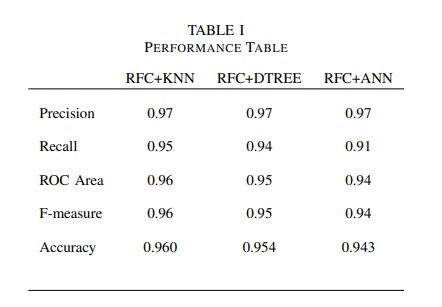 TABLE I
PERFORMANCE TABLE
RFC+KNN RFC+DTREE RFC+ANN
Precision 0.97 0.97 0.97
Recall 0.95 0.94 0.91
ROC Area 0.96 0.95 0.94
F-measure 0.96 0.95 0.94
Accuracy 0.960 0.954 0.943